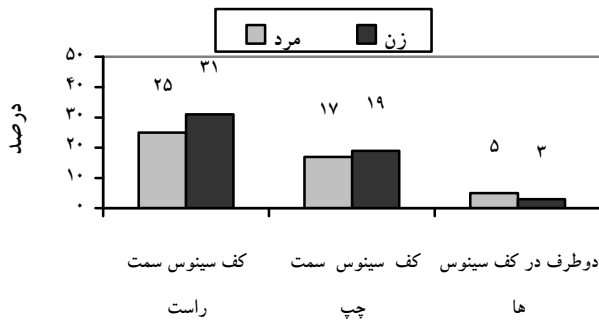 مرد زن
درصد
۵۰
۴۰
۳۰
۲۰
۱۰
۰
۲۵ ۳۱ ۱۷ ۱۹ ۵ ۳
کف سینوس سمت راست
کف سینوس سمت چپ
دوطرف در کف سینوس ها